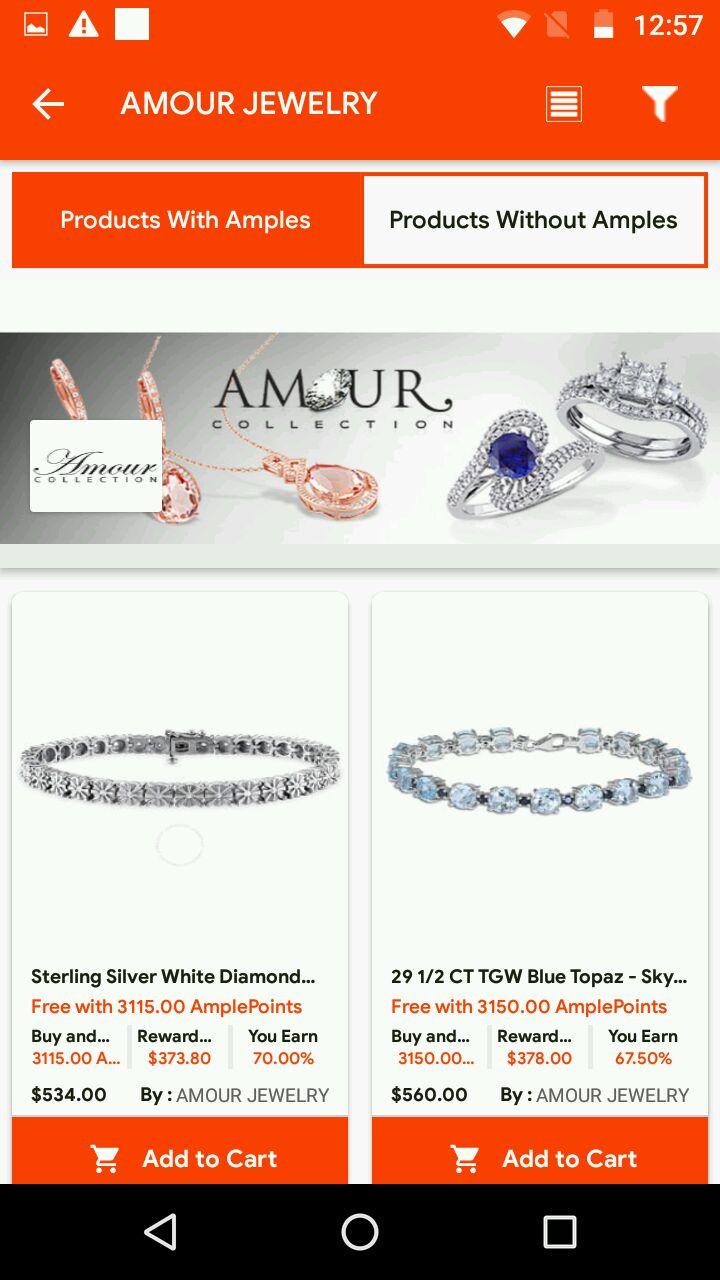 12:57
AMOUR JEWELRY
Products With Amples
Products Without Amples
AMOUR
COLLECTION
Amour
COLLECTION
Sterling Silver White Diamond...
Free with 3115.00 AmplePoints
Buy and... Reward... You Earn
3115.00 A... $373.80 70.00%
$534.00 By : AMOUR JEWELRY
Add to Cart
29 1/2 CT TGW Blue Topaz - Sky...
Free with 3150.00 AmplePoints
Buy and... Reward... You Earn
3150.00... $378.00 67.50%
$560.00 By : AMOUR JEWELRY
Add to Cart